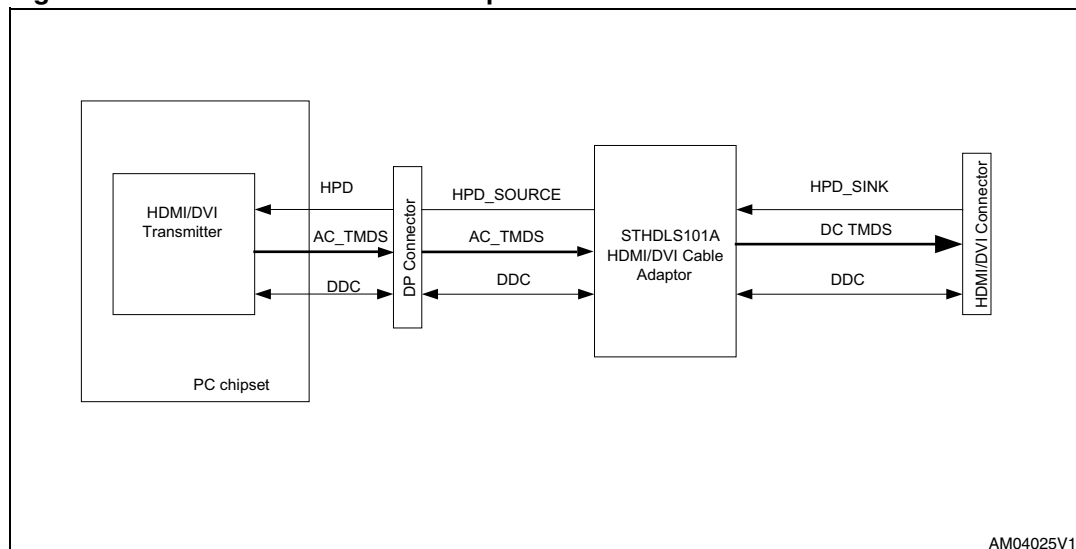 HDMI/DVI
Transmitter
PC chipset
HPD
AC_TMDS
DDC
DP Connector
HPD_SOURCE
AC_TMDS
DDC
STHDLS101A
HDMI/DVI Cable
Adaptor
HPD_SINK
DC TMDS
DDC
HDMI/DVI Connector
AM04025V1